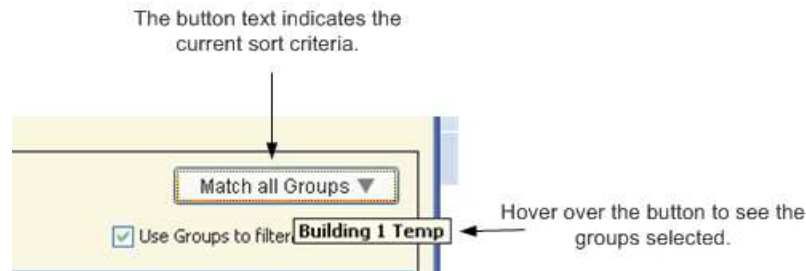 The button text indicates the
current sort criteria.
Match all Groups
Use Groups to filter
Building 1 Temp
Hover over the button to see the
groups selected.